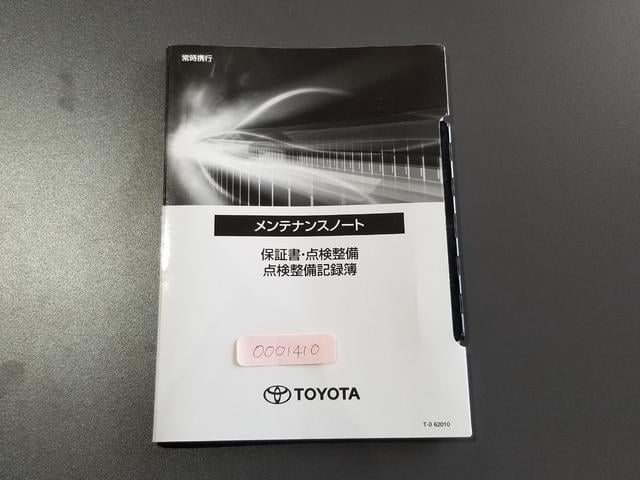 常時携行
メンテナンスノート
保証書・点検整備
点検整備記録簿
0001410
TOYOTA
T-0 62010